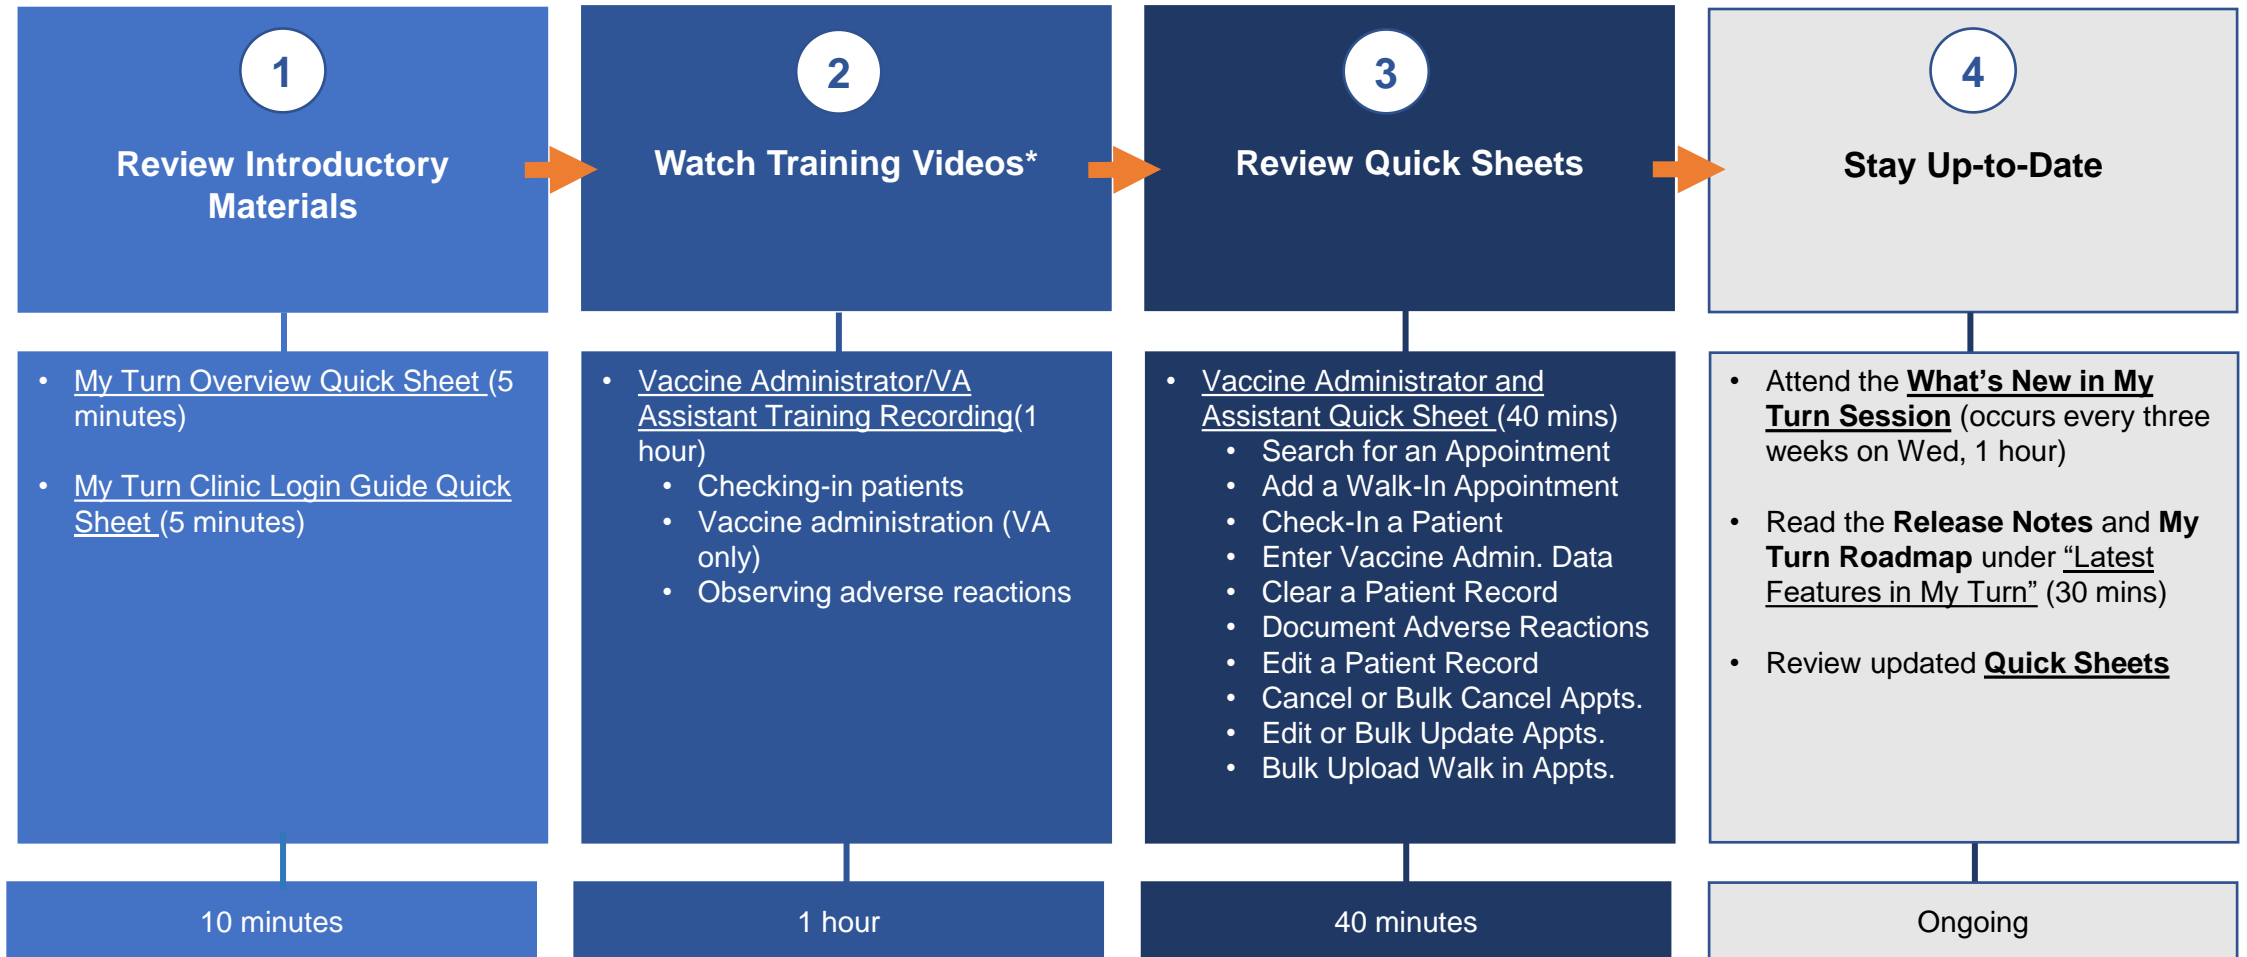 1
Review Introductory
Materials
• My Turn Overview Quick Sheet (5
minutes)
• My Turn Clinic Login Guide Quick
Sheet (5 minutes)
10 minutes
2
Watch Training Videos*
• Vaccine Administrator/VA
Assistant Training Recording(1
hour)
• Checking-in patients
• Vaccine administration (VA
only)
• Observing adverse reactions
1 hour
3
Review Quick Sheets
• Vaccine Administrator and
Assistant Quick Sheet (40 mins)
• Search for an Appointment
• Add a Walk-In Appointment
• Check-In a Patient
• Enter Vaccine Admin. Data
• Clear a Patient Record
• Document Adverse Reactions
• Edit a Patient Record
• Cancel or Bulk Cancel Appts.
• Edit or Bulk Update Appts.
• Bulk Upload Walk in Appts.
40 minutes
4
Stay Up-to-Date
• Attend the What’s New in My
Turn Session (occurs every three
weeks on Wed, 1 hour)
• Read the Release Notes and My
Turn Roadmap under “Latest
Features in My Turn” (30 mins)
• Review updated Quick Sheets
Ongoing